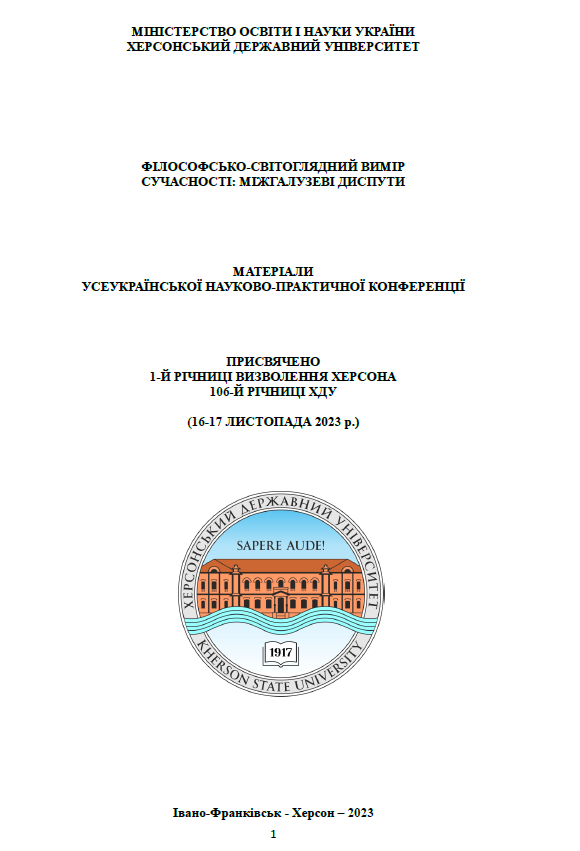 МІНІСТЕРСТВО ОСВІТИ І НАУКИ УКРАЇНИ
ХЕРСОНСЬКИЙ ДЕРЖАВНИЙ УНІВЕРСИТЕТ
ФІЛОСОФСЬКО-СВІТОГЛЯДНИЙ ВИМІР
СУЧАСНОСТІ: МІЖГАЛУЗЕВІ ДИСПУТИ
МАТЕРІАЛИ
УСЕУКРАЇНСЬКОЇ НАУКОВО-ПРАКТИЧНОЇ КОНФЕРЕНЦІЇ
ПРИСВЯЧЕНО
1-Й РІЧНИЦІ ВИЗВОЛЕННЯ ХЕРСОНА
106-Й РІЧНИЦІ ХДУ
(16-17 ЛИСТОПАДА 2023 р.)
ХЕРСОНСЬКИЙ ДЕРЖАВНИЙ УНІВЕРСИТЕТ
SAPERE AUDE!
1917
KHERSON STATE UNIVERSITY
Івано-Франківськ - Херсон – 2023
1